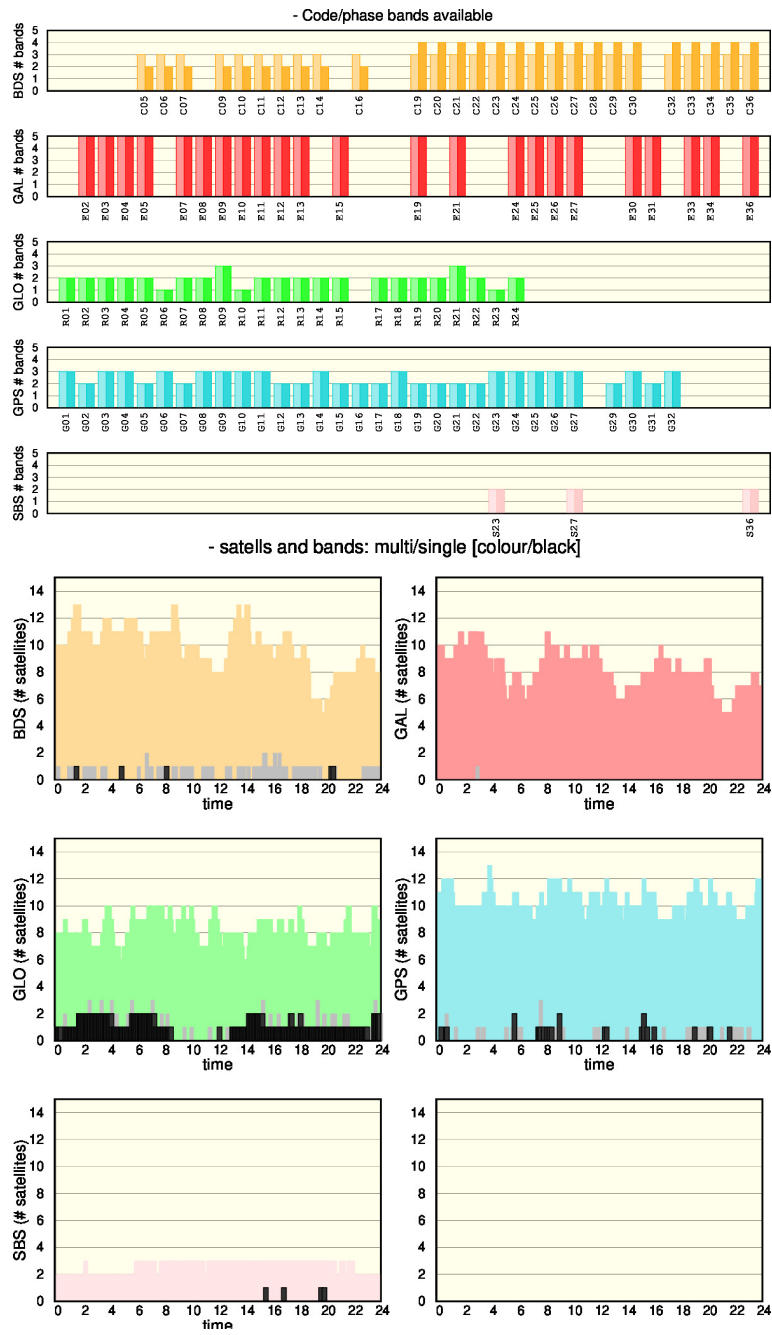 - Code/phase bands available
BDS # bands
5
4
3
2
1
0
C05 C06 C07 C09 C10 C11 C12 C13 C14 C16 C19 C20 C21 C22 C23 C24 C25 C26 C27 C28 C29 C30 C32 C33 C34 C35 C36
GAL # bands
5
4
3
2
1
0
E02 E03 E04 E05 E07 E08 E09 E10 E11 E12 E13 E15 E19 E21 E24 E25 E26 E27 E30 E31 E33 E34 E36
GLO # bands
5
4
3
2
1
0
R01 R02 R03 R04 R05 R06 R07 R08 R09 R10 R11 R12 R13 R14 R15 R17 R18 R19 R20 R21 R22 R23 R24
GPS # bands
5
4
3
2
1
0
G01 G02 G03 G04 G05 G06 G07 G08 G09 G10 G11 G12 G13 G14 G15 G16 G17 G18 G19 G20 G21 G22 G23 G24 G25 G26 G27 G29 G30 G31 G32
SBS # bands
5
4
3
2
1
0
S23 S27 S36
- satells and bands: multi/single [colour/black]
BDS (# satellites)
14
12
10
8
6
4
2
0
0 2 4 6 8 10 12 14 16 18 20 22 24
time
GAL (# satellites)
14
12
10
8
6
4
2
0
0 2 4 6 8 10 12 14 16 18 20 22 24
time
GLO (# satellites)
14
12
10
8
6
4
2
0
0 2 4 6 8 10 12 14 16 18 20 22 24
time
GPS (# satellites)
14
12
10
8
6
4
2
0
0 2 4 6 8 10 12 14 16 18 20 22 24
time
SBS (# satellites)
14
12
10
8
6
4
2
0
0 2 4 6 8 10 12 14 16 18 20 22 24
time
14
12
10
8
6
4
2
0
0 2 4 6 8 10 12 14 16 18 20 22 24